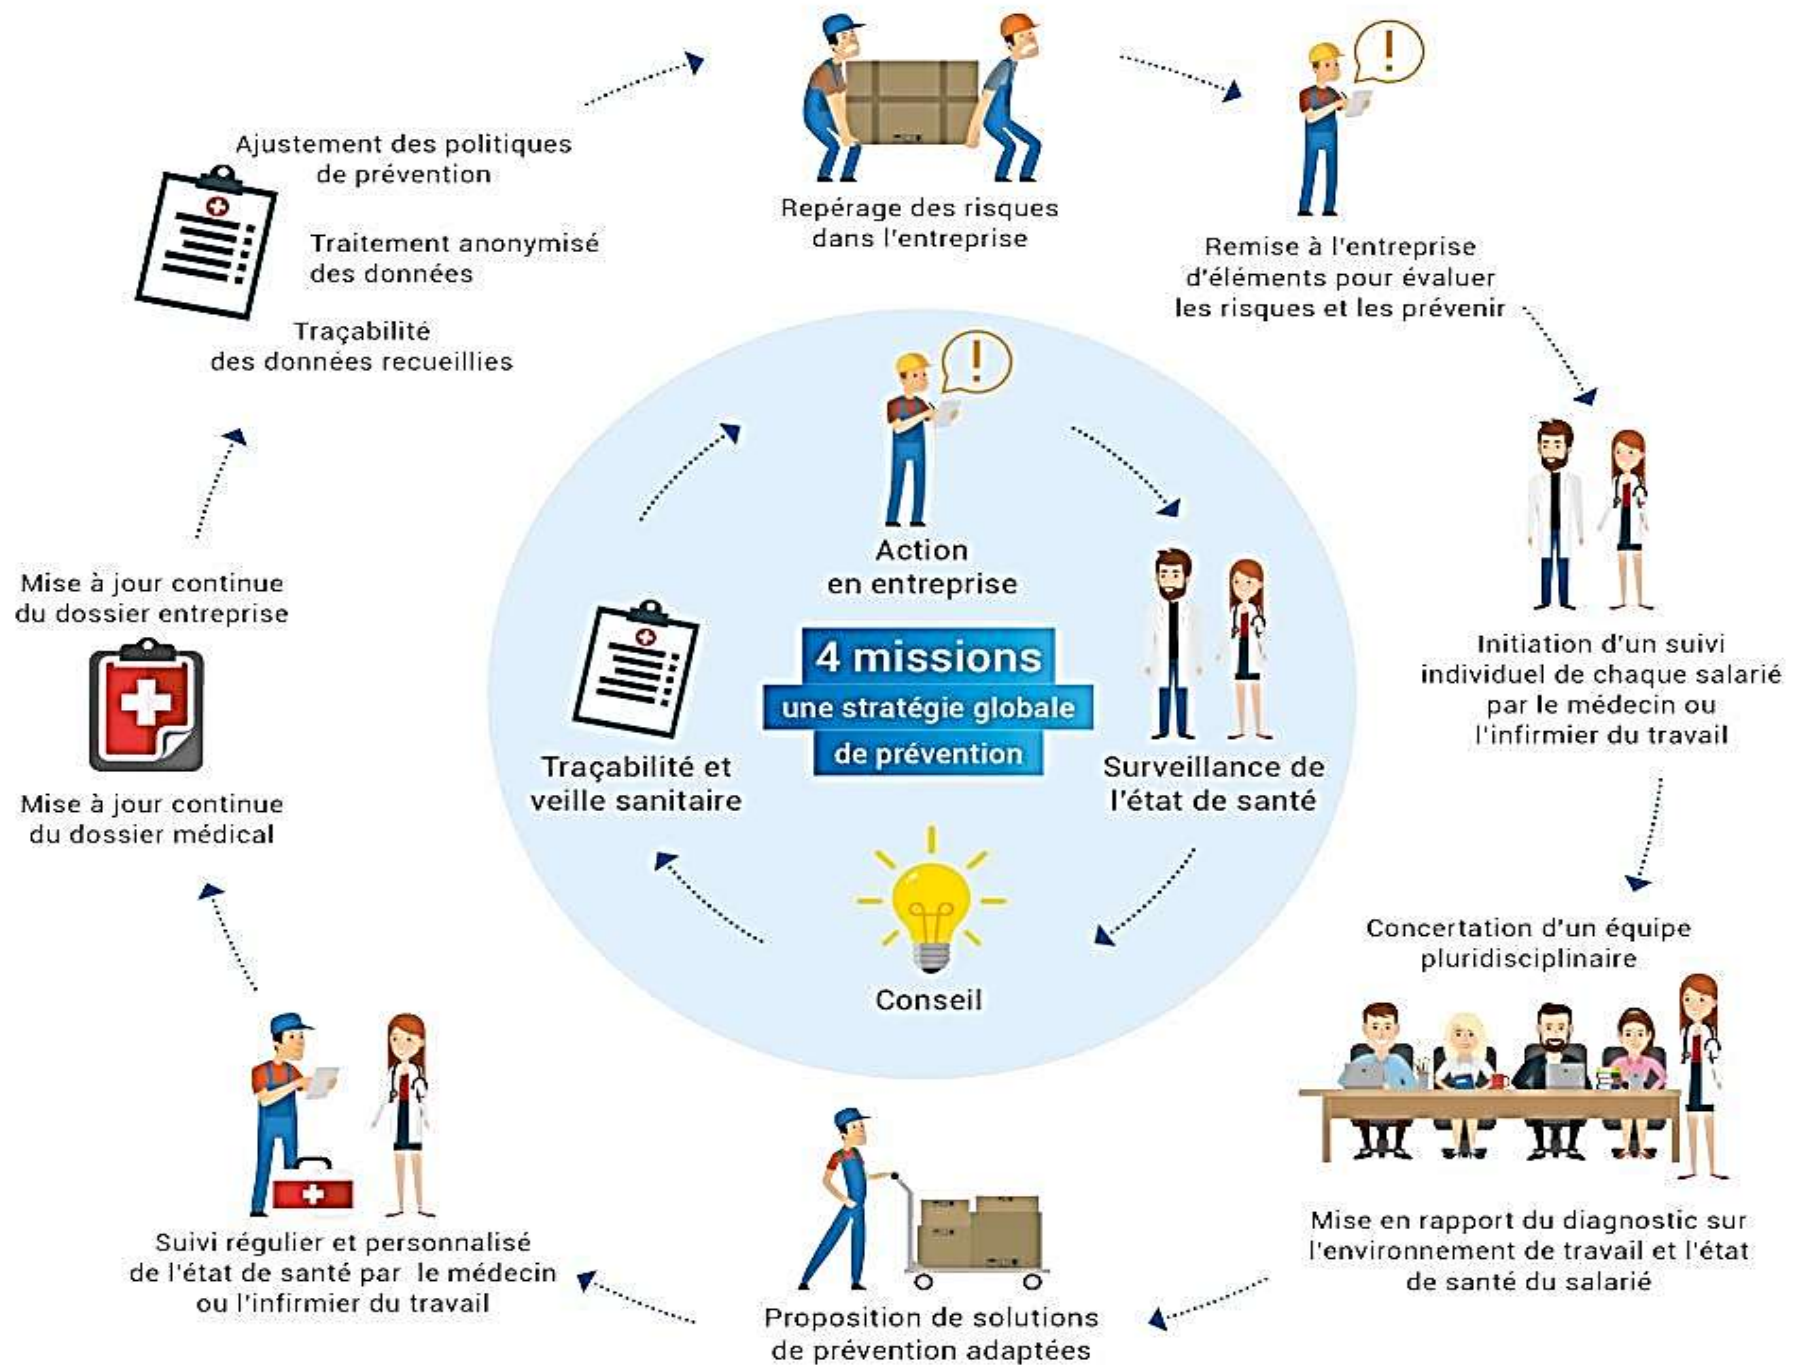 Ajustement des politiques
de prévention
Traitement anonymisé
des données
Traçabilité
des données recueillies
Repérage des risques
dans l'entreprise
Remise à l'entreprise
d'éléments pour évaluer
les risques et les prévenir
Initiation d'un suivi
individuel de chaque salarié
par le médecin ou
l'infirmier du travail
Concertation d'un équipe
pluridisciplinaire
Mise en rapport du diagnostic sur
l'environnement de travail et l'état
de santé du salarié
Proposition de solutions
de prévention adaptées
Suivi régulier et personnalisé
de l'état de santé par le médecin
ou l'infirmier du travail
Mise à jour continue
du dossier entreprise
Mise à jour continue
du dossier médical
Action
en entreprise
Surveillance de
l'état de santé
Conseil
Traçabilité et
veille sanitaire
4 missions
une stratégie globale
de prévention